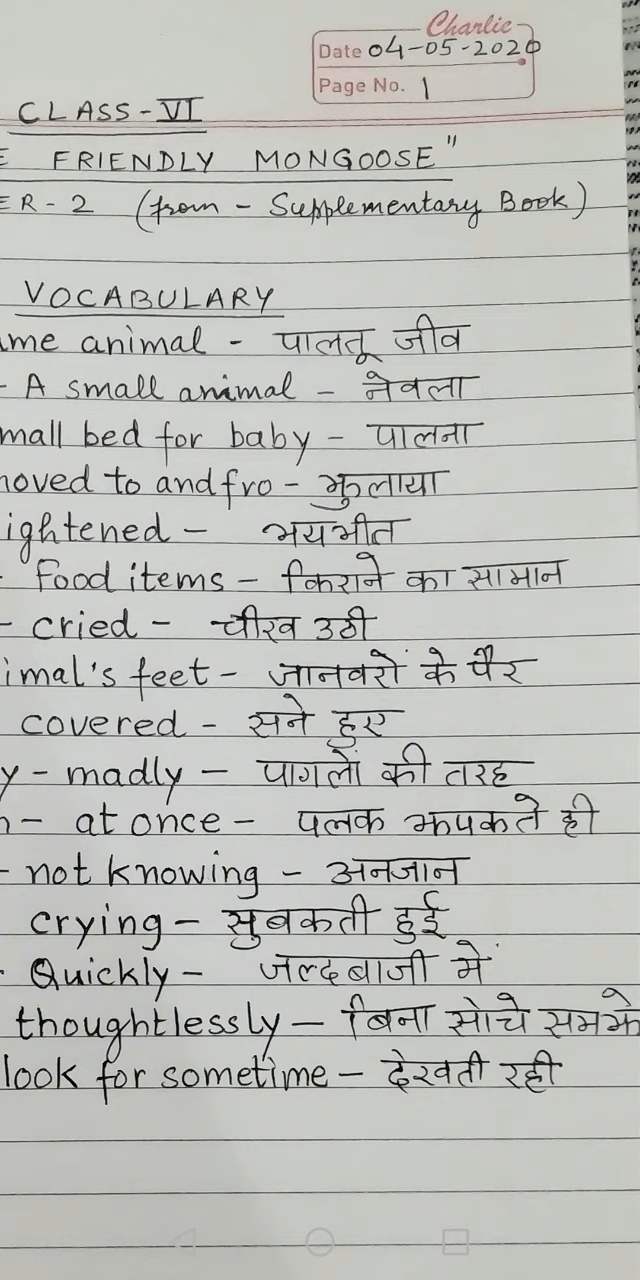 Charlie
Date 04-05-2020
Page No. 1
CLASS-VI
E FRIENDLY MONGOOSE"
ER-2 (from - Supplementary Book)
VOCABULARY
me animal - पालतू जीव
- A small animal - नेवला
mall bed for baby - पालना
moved to and fro - झुलाया
ightened - भयभीत
- Food items - किराने का सामान
- cried - चीख उठी
imal's feet - जानवरों के पैर
covered - सने हुए
y - madly - पागलों की तरह
n - at once - पलक झपकते ही
- not knowing - अनजान
crying - सुबकती हुई
- Quickly - जल्दबाजी में
thoughtlessly - बिना सोचे समझे
look for sometime - देखती रही